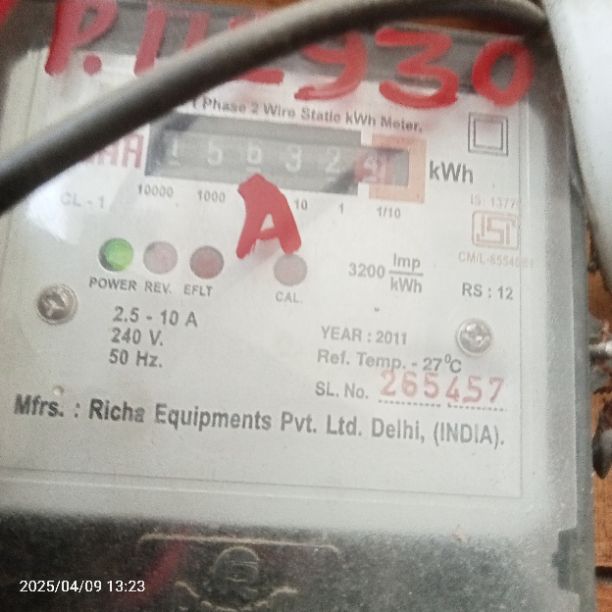 Phase 2 Wire Static kWh Meter.
kWh
10000 1000 10 1 1/10
CL - 1
A
3200 Imp/kWh
POWER REV. EFLT CAL.
RS : 12
2.5 - 10 A
240 V.
50 Hz.
YEAR : 2011
Ref. Temp. - 27°C
SL. No. 265457
Mfrs. : Richa Equipments Pvt. Ltd. Delhi, (INDIA).
2025/04/09 13:23